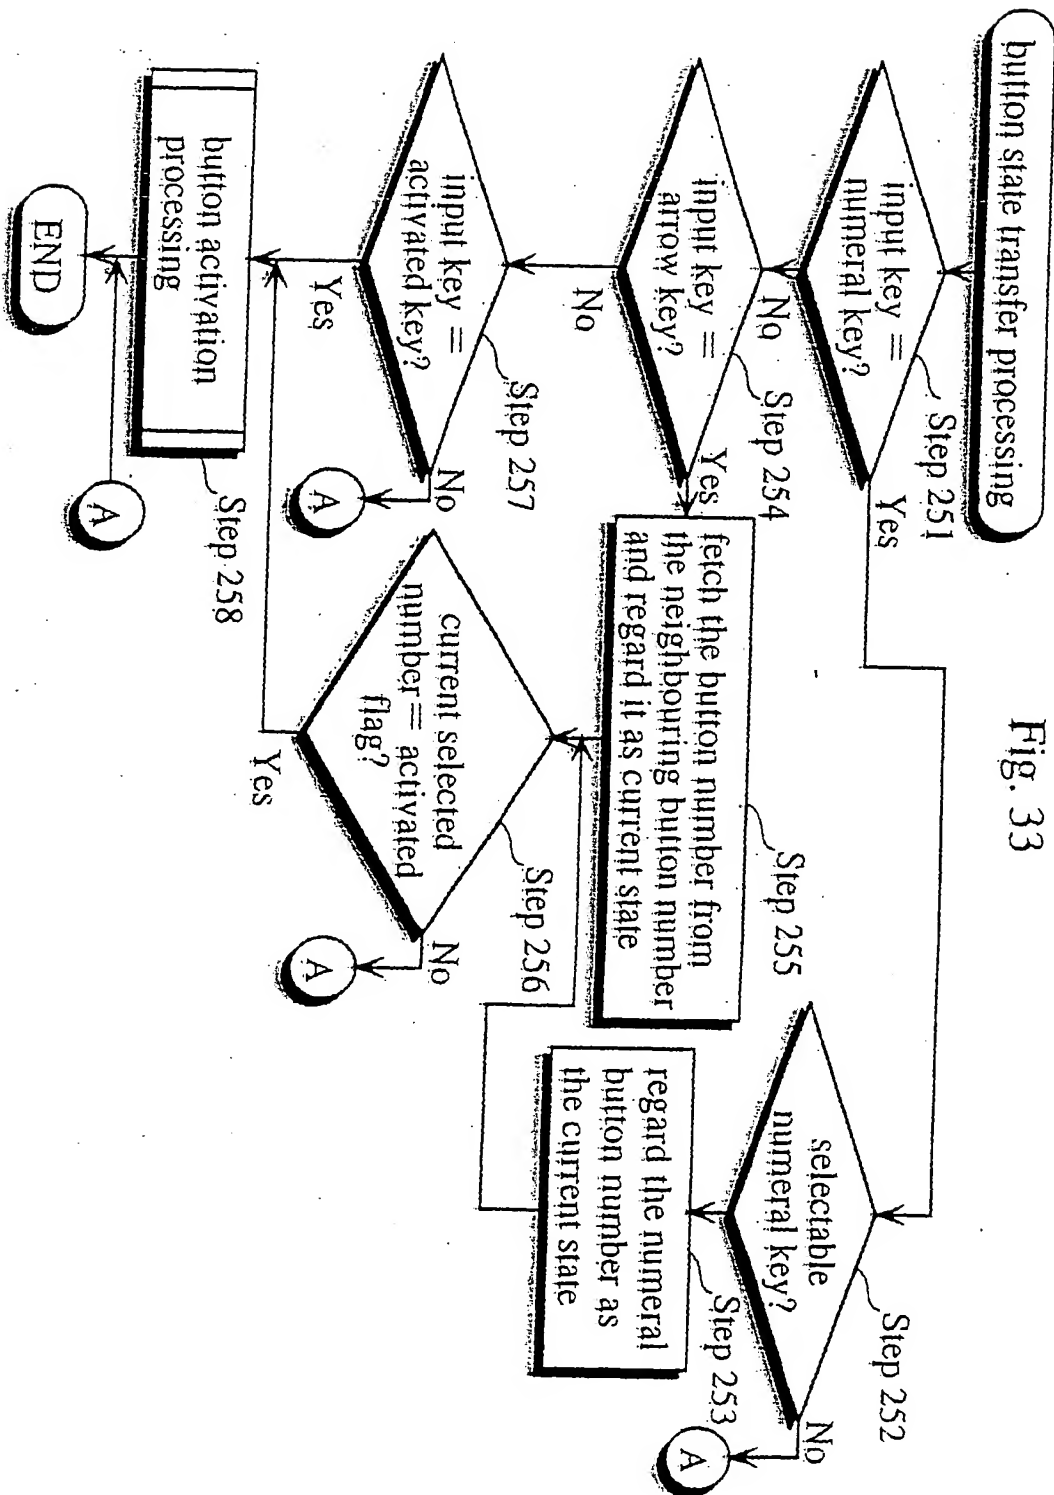 Fig. 33
button state transfer processing
input key =
numeral key?
Step 251
Yes
No
selectable
numeral key?
Step 252
No
A
regard the numeral
button number as
the current state
Step 253
input key =
arrow key?
Step 254
Yes
No
fetch the button number from
the neighbouring button number
and regard it as current state
Step 255
current selected
number= activated
flag?
Step 256
No
A
Yes
input key =
activated key?
Step 257
No
A
Yes
button activation
processing
Step 258
A
END